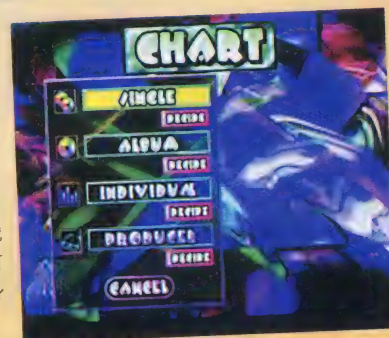 CHART
SINGLE
DECIDE
ALBUM
DECIDE
INDIVIDUAL
DECIDE
PRODUCER
DECIDE
CANCEL